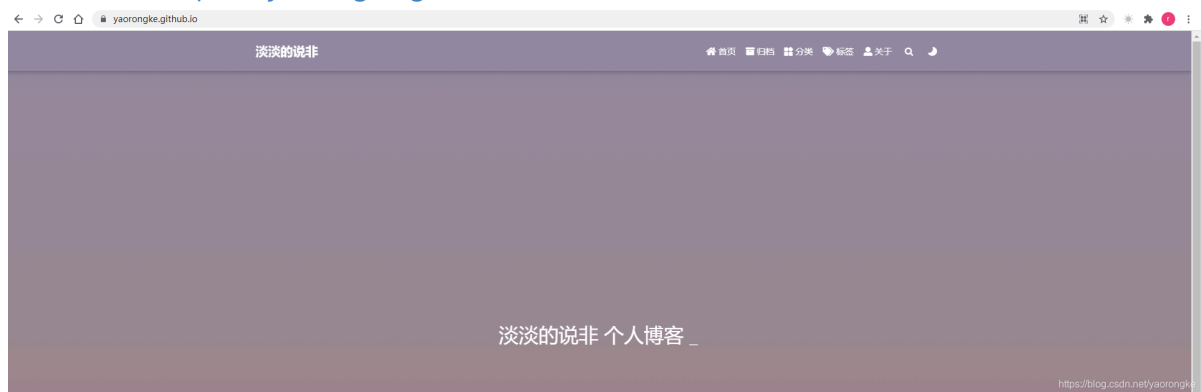 yaorongke.github.io
r
淡淡的说非 首页 归档 分类 标签 关于
淡淡的说非 个人博客 _
https://blog.csdn.net/yaorongke